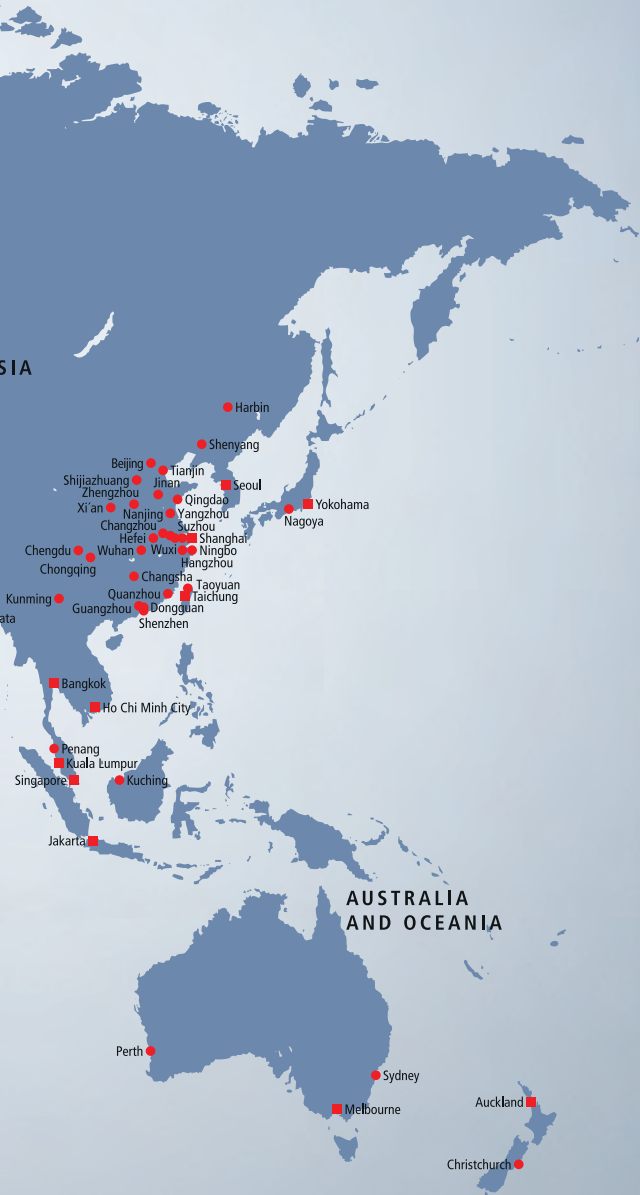 SIA
Harbin
Shenyang
Beijing
Tianjin
Shijiazhuang
Jinan
Seoul
Zhengzhou
Qingdao
Xi´an
Yokohama
Nanjing
Yangzhou
Nagoya
Changzhou
Suzhou
Hefei
Shanghai
Chengdu
Wuhan
Wuxi
Ningbo
Hangzhou
Chongqing
Changsha
Taoyuan
Quanzhou
Taichung
Kunming
Guangzhou
Dongguan
ata
Shenzhen
Bangkok
Ho Chi Minh City
Penang
Kuala Lumpur
Singapore
Kuching
Jakarta
AUSTRALIA
AND OCEANIA
Perth
Sydney
Auckland
Melbourne
Christchurch